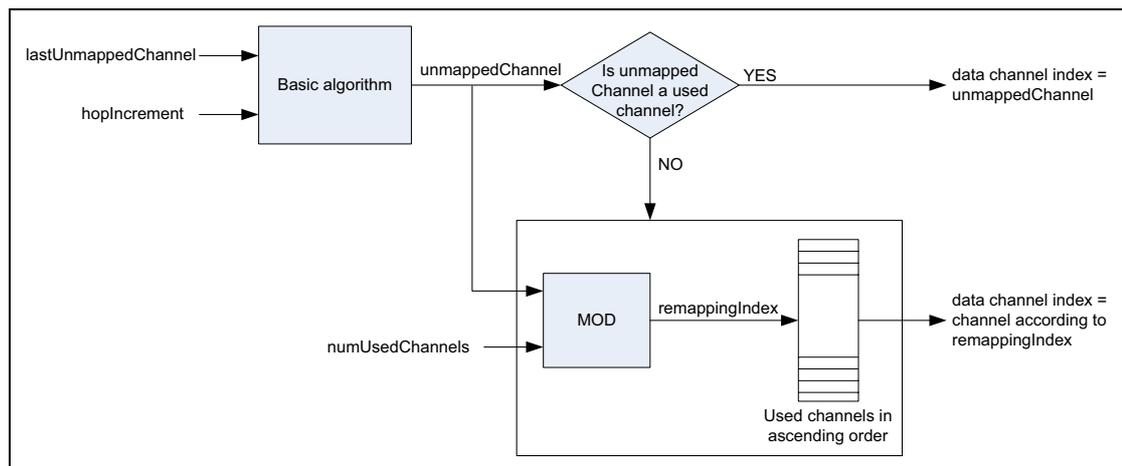 lastUnmappedChannel
hopIncrement
Basic algorithm
unmappedChannel
Is unmapped
Channel a used
channel?
YES
data channel index =
unmappedChannel
NO
numUsedChannels
MOD
remappingIndex
Used channels in
ascending order
data channel index =
channel according to
remappingIndex